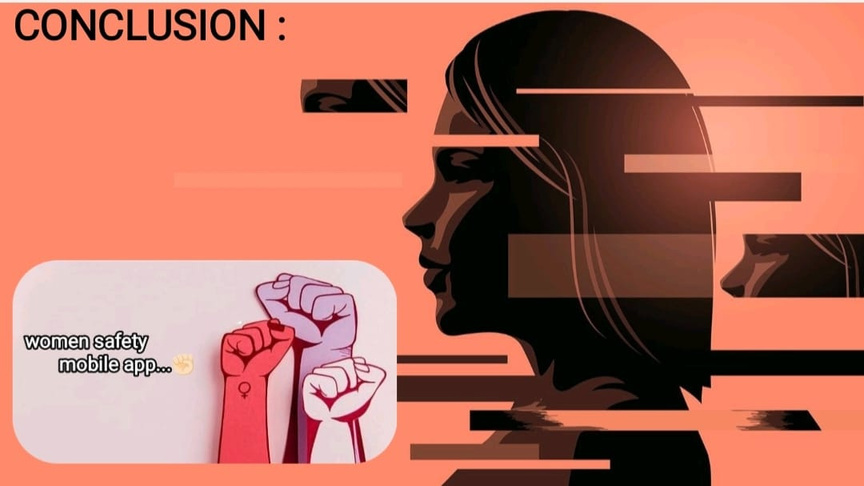 CONCLUSION :
women safety
mobile app...✊🏻